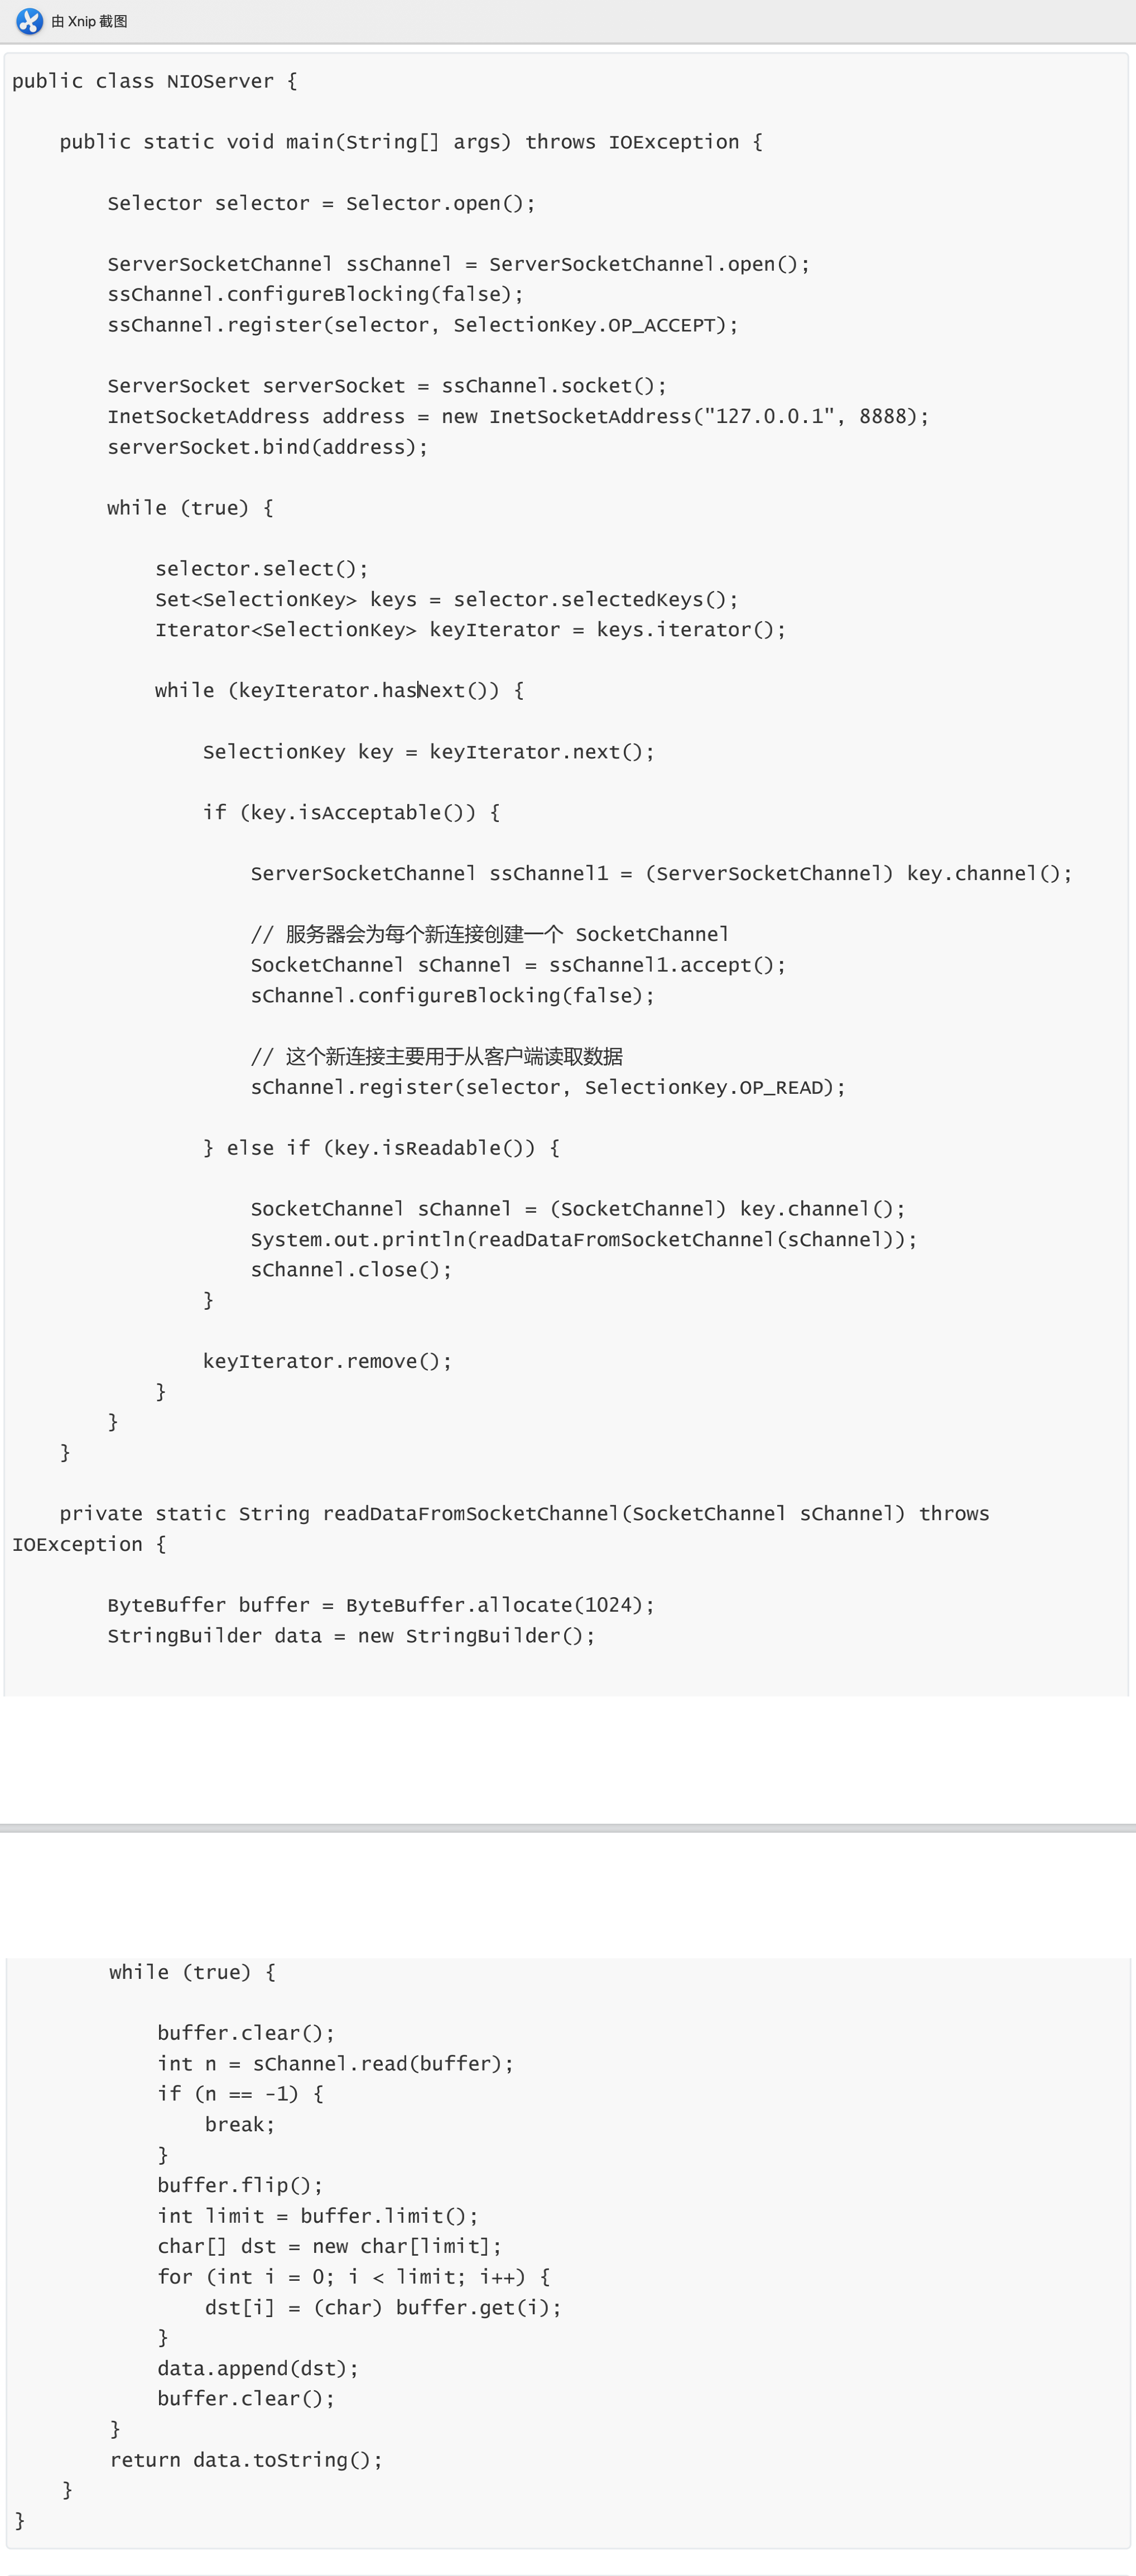 由 Xnip 截图
public class NIOServer {
    public static void main(String[] args) throws IOException {
        Selector selector = Selector.open();
        ServerSocketChannel ssChannel = ServerSocketChannel.open();
        ssChannel.configureBlocking(false);
        ssChannel.register(selector, SelectionKey.OP_ACCEPT);
        ServerSocket serverSocket = ssChannel.socket();
        InetSocketAddress address = new InetSocketAddress("127.0.0.1", 8888);
        serverSocket.bind(address);
        while (true) {
            selector.select();
            Set<SelectionKey> keys = selector.selectedKeys();
            Iterator<SelectionKey> keyIterator = keys.iterator();
            while (keyIterator.hasNext()) {
                SelectionKey key = keyIterator.next();
                if (key.isAcceptable()) {
                    ServerSocketChannel ssChannel1 = (ServerSocketChannel) key.channel();
                    // 服务器会为每个新连接创建一个 SocketChannel
                    SocketChannel sChannel = ssChannel1.accept();
                    sChannel.configureBlocking(false);
                    // 这个新连接主要用于从客户端读取数据
                    sChannel.register(selector, SelectionKey.OP_READ);
                } else if (key.isReadable()) {
                    SocketChannel sChannel = (SocketChannel) key.channel();
                    System.out.println(readDataFromSocketChannel(sChannel));
                    sChannel.close();
                }
                keyIterator.remove();
            }
        }
    }
    private static String readDataFromSocketChannel(SocketChannel sChannel) throws
IOException {
        ByteBuffer buffer = ByteBuffer.allocate(1024);
        StringBuilder data = new StringBuilder();
        while (true) {
            buffer.clear();
            int n = sChannel.read(buffer);
            if (n == -1) {
                break;
            }
            buffer.flip();
            int limit = buffer.limit();
            char[] dst = new char[limit];
            for (int i = 0; i < limit; i++) {
                dst[i] = (char) buffer.get(i);
            }
            data.append(dst);
            buffer.clear();
        }
        return data.toString();
    }
}